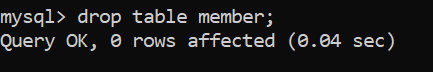 mysql> drop table member;
Query OK, 0 rows affected (0.04 sec)